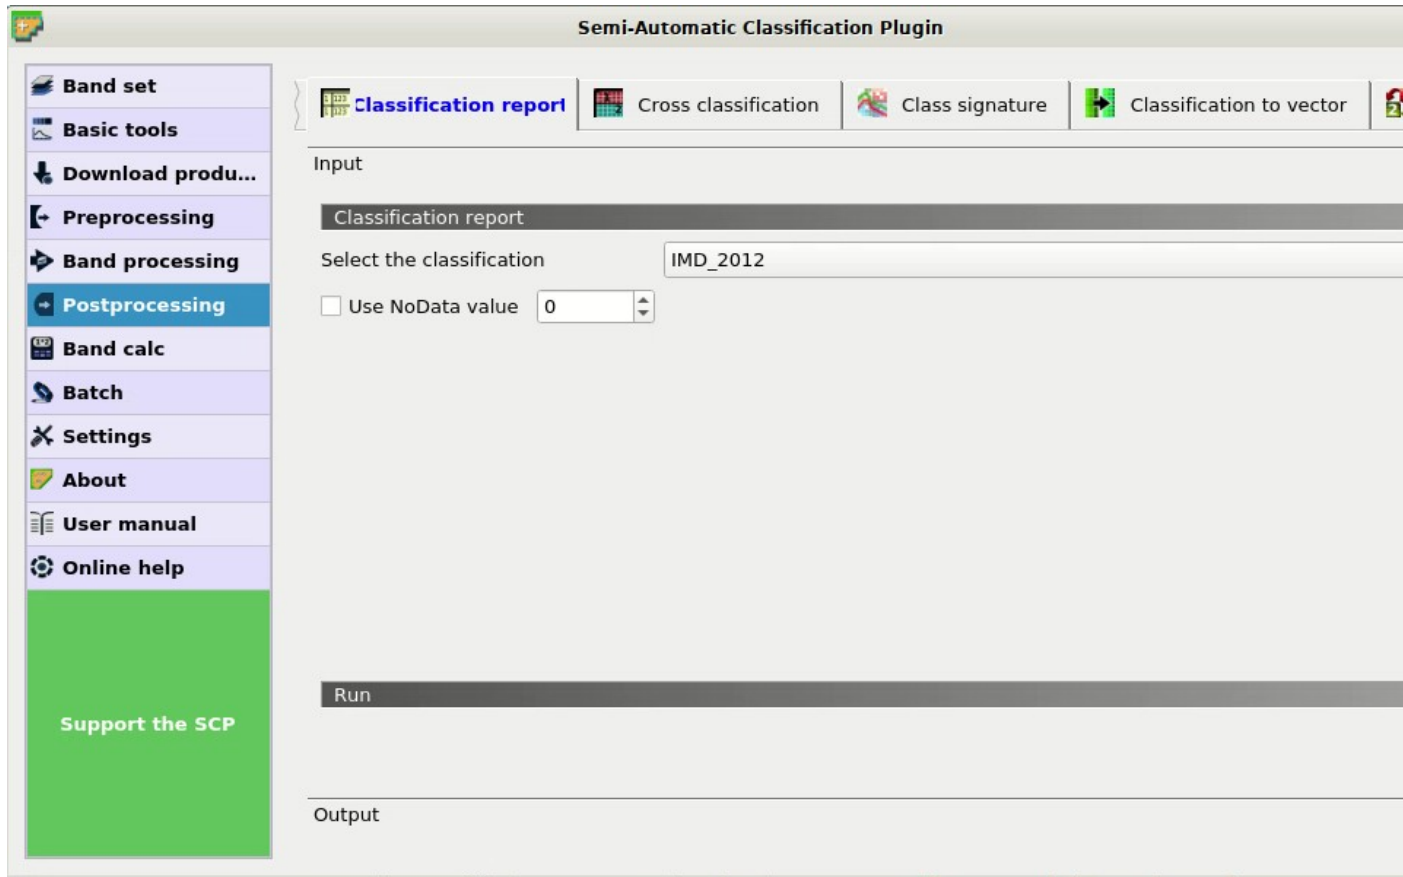 Semi-Automatic Classification Plugin
Band set
Basic tools
Download produ...
Preprocessing
Band processing
Postprocessing
Band calc
Batch
Settings
About
User manual
Online help
Support the SCP
Classification report
Cross classification
Class signature
Classification to vector
Input
Classification report
Select the classification
IMD_2012
Use NoData value
0
Run
Output